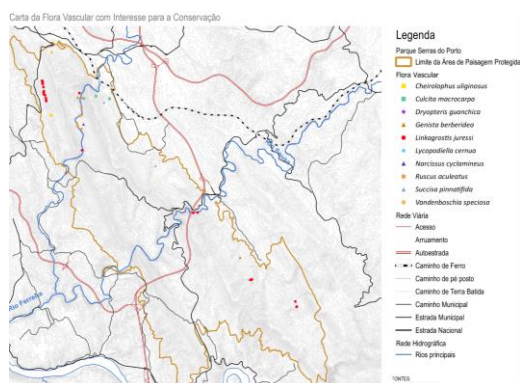 Carta da Flora Vascular com Interesse para a Conservação
Rio Ferreira
Legenda
Parque Serras do Porto
Limite da Área de Paisagem Protegida
Flora Vascular
Cheirolophus uliginosus
Culcita macrocarpa
Dryopteris guanchica
Genista berberidea
Linkagrostis juressi
Lycopodiella cernua
Narcissus cyclamineus
Ruscus aculeatus
Succisa pinnatifida
Vandenboschia speciosa
Rede Viária
Acesso
Arruamento
Autoestrada
Caminho de Ferro
Caminho de pé posto
Caminho de Terra Batida
Caminho Municipal
Estrada Municipal
Estrada Nacional
Rede Hidrográfica
Rios principais
FONTES